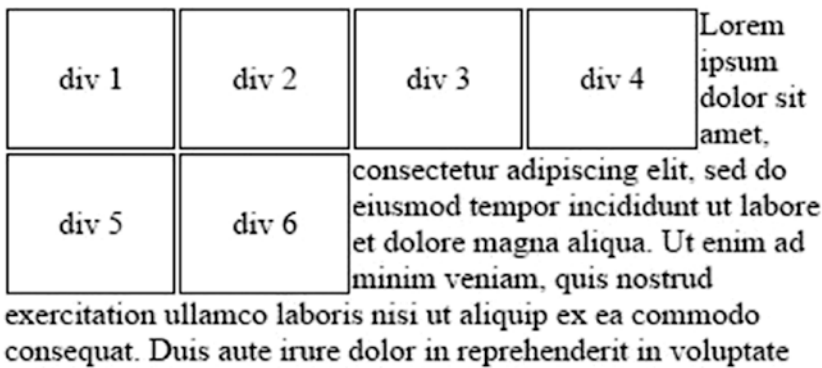 div 1 div 2 div 3 div 4 Lorem
ipsum
dolor sit
amet,
div 5 div 6 consectetur adipiscing elit, sed do
eiusmod tempor incididunt ut labore
et dolore magna aliqua. Ut enim ad
minim veniam, quis nostrud
exercitation ullamco laboris nisi ut aliquip ex ea commodo
consequat. Duis aute irure dolor in reprehenderit in voluptate